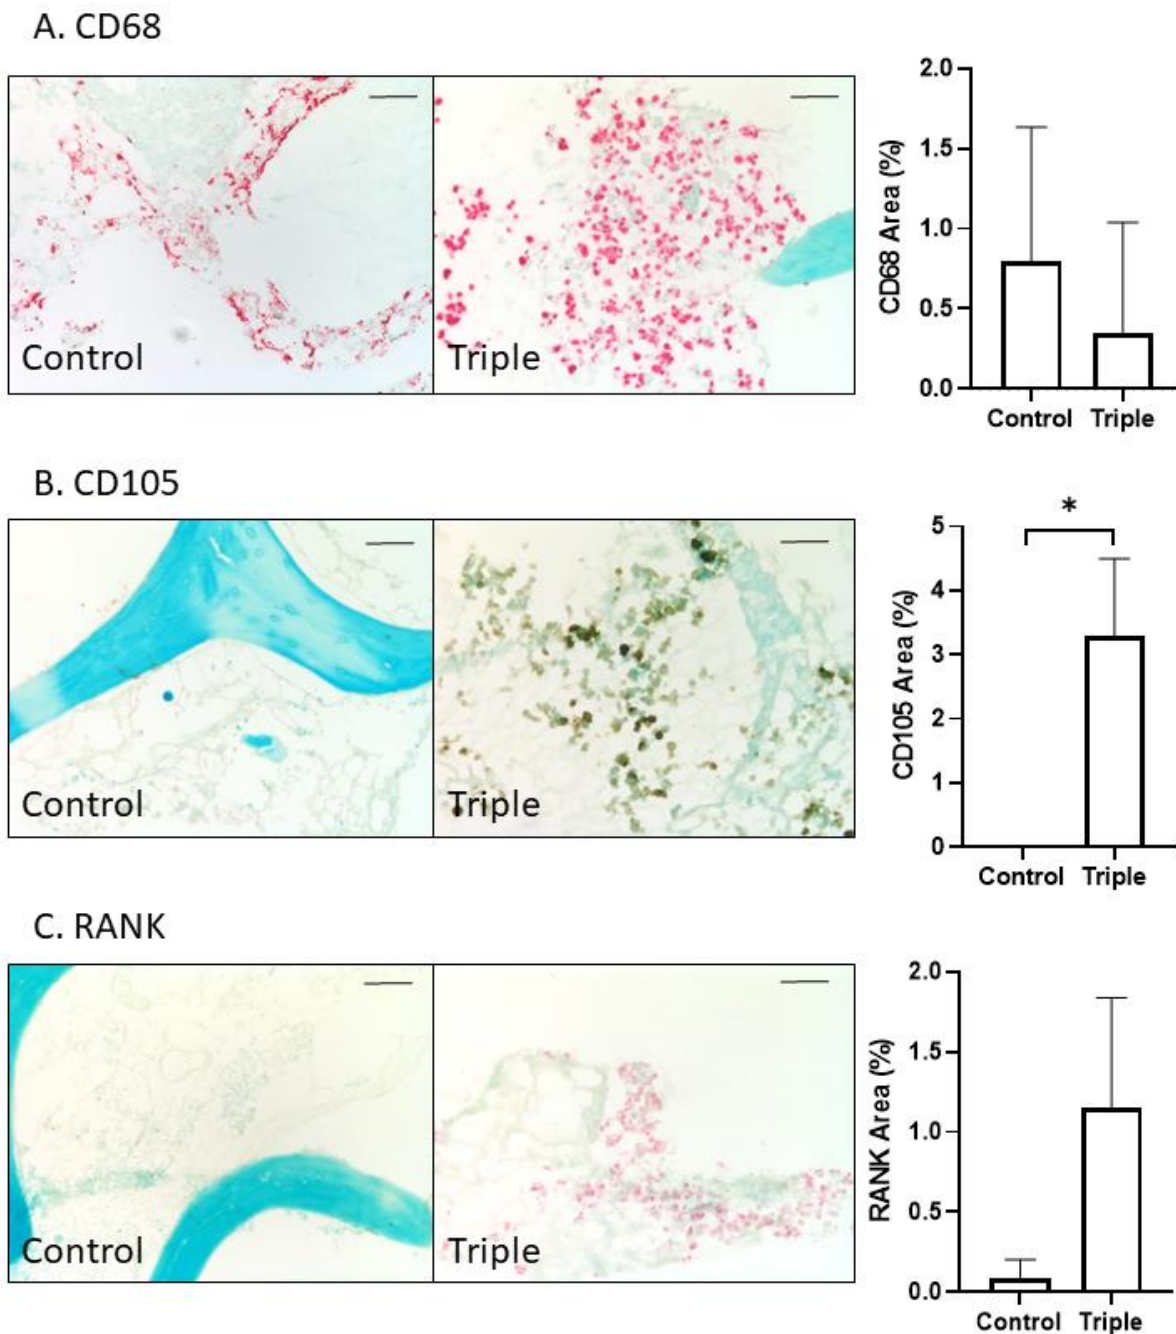 A. CD68
Control
Triple
CD68 Area (%)
2.0
1.5
1.0
0.5
0.0
Control Triple
B. CD105
Control
Triple
*
CD105 Area (%)
5
4
3
2
1
0
Control Triple
C. RANK
Control
Triple
RANK Area (%)
2.0
1.5
1.0
0.5
0.0
Control Triple